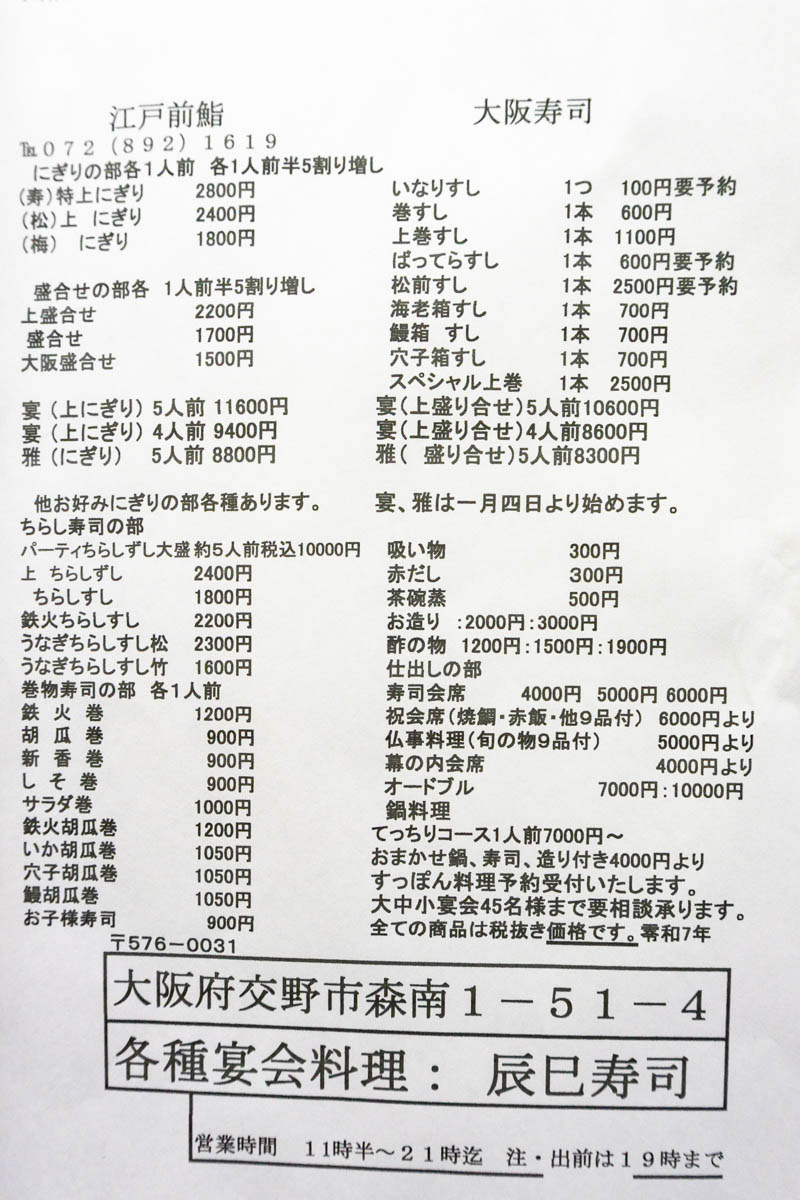 江戸前鮨
℡072(892)1619
にぎりの部各1人前 各1人前半5割り増し
(寿)特上にぎり 2800円
(松)上 にぎり 2400円
(梅) にぎり 1800円
盛合せの部各 1人前半5割り増し
上盛合せ 2200円
盛合せ 1700円
大阪盛合せ 1500円
宴(上にぎり)5人前 11600円
宴(上にぎり)4人前 9400円
雅(にぎり) 5人前 8800円
他お好みにぎりの部各種あります。
ちらし寿司の部
パーティちらしずし大盛 約5人前税込10000円
上 ちらしずし 2400円
ちらしすし 1800円
鉄火ちらしすし 2200円
うなぎちらしすし松 2300円
うなぎちらしすし竹 1600円
巻物寿司の部 各1人前
鉄 火 巻 1200円
胡 瓜 巻 900円
新 香 巻 900円
し そ 巻 900円
サラダ巻 1000円
鉄火胡瓜巻 1200円
いか胡瓜巻 1050円
穴子胡瓜巻 1050円
鰻胡瓜巻 1050円
お子様寿司 900円
大阪寿司
いなりすし 1つ 100円要予約
巻すし 1本 600円
上巻すし 1本 1100円
ばってらすし 1本 600円要予約
松前すし 1本 2500円要予約
海老箱すし 1本 700円
鰻箱 すし 1本 700円
穴子箱すし 1本 700円
スペシャル上巻 1本 2500円
宴(上盛り合せ)5人前10600円
宴(上盛り合せ)4人前8600円
雅( 盛り合せ)5人前8300円
宴、雅は一月四日より始めます。
吸い物 300円
赤だし 300円
茶碗蒸 500円
お造り :2000円:3000円
酢の物 1200円:1500円:1900円
仕出しの部
寿司会席 4000円 5000円 6000円
祝会席(焼鯛・赤飯・他9品付) 6000円より
仏事料理(旬の物9品付) 5000円より
幕の内会席 4000円より
オードブル 7000円:10000円
鍋料理
てっちりコース1人前7000円～
おまかせ鍋、寿司、造り付き4000円より
すっぽん料理予約受付いたします。
大中小宴会45名様まで要相談承ります。
全ての商品は税抜き価格です。零和7年
〒576-0031
大阪府交野市森南1-51-4
各種宴会料理: 辰巳寿司
営業時間 11時半～21時迄 注・出前は19時まで